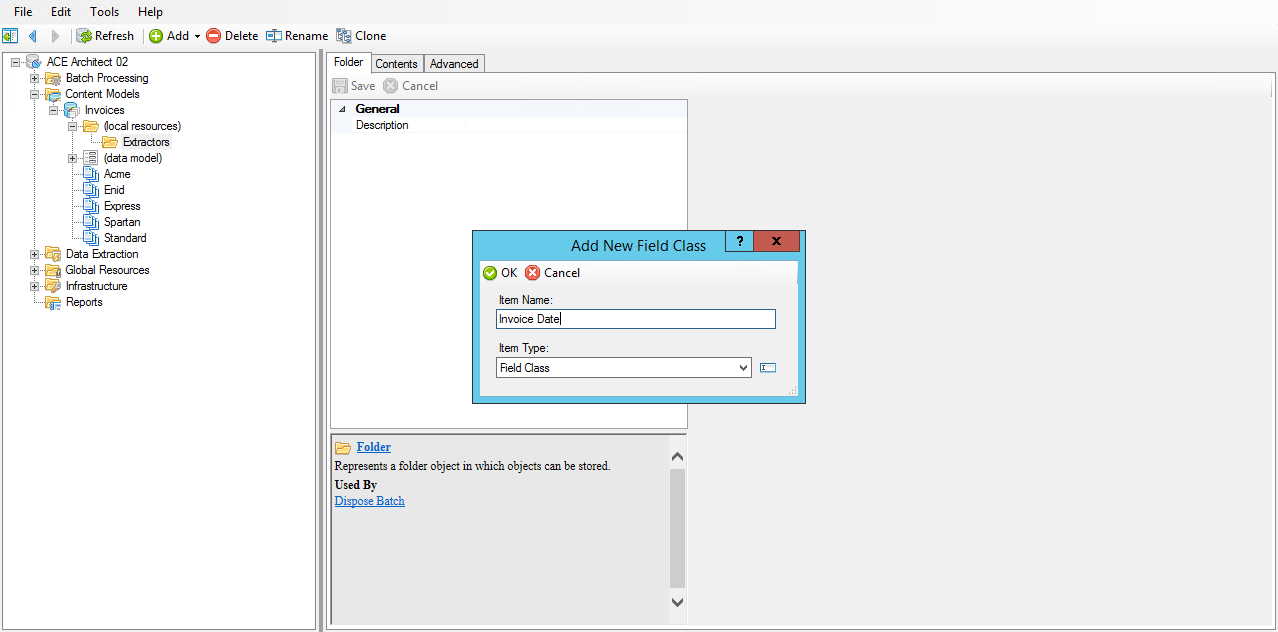 File Edit Tools Help
Refresh Add Delete Rename Clone
ACE Architect 02
Batch Processing
Content Models
Invoices
(local resources)
Extractors
(data model)
Acme
Enid
Express
Spartan
Standard
Data Extraction
Global Resources
Infrastructure
Reports
Folder Contents Advanced
Save Cancel
General
Description
Add New Field Class ? x
OK Cancel
Item Name:
Invoice Date
Item Type:
Field Class
Folder
Represents a folder object in which objects can be stored.
Used By
Dispose Batch